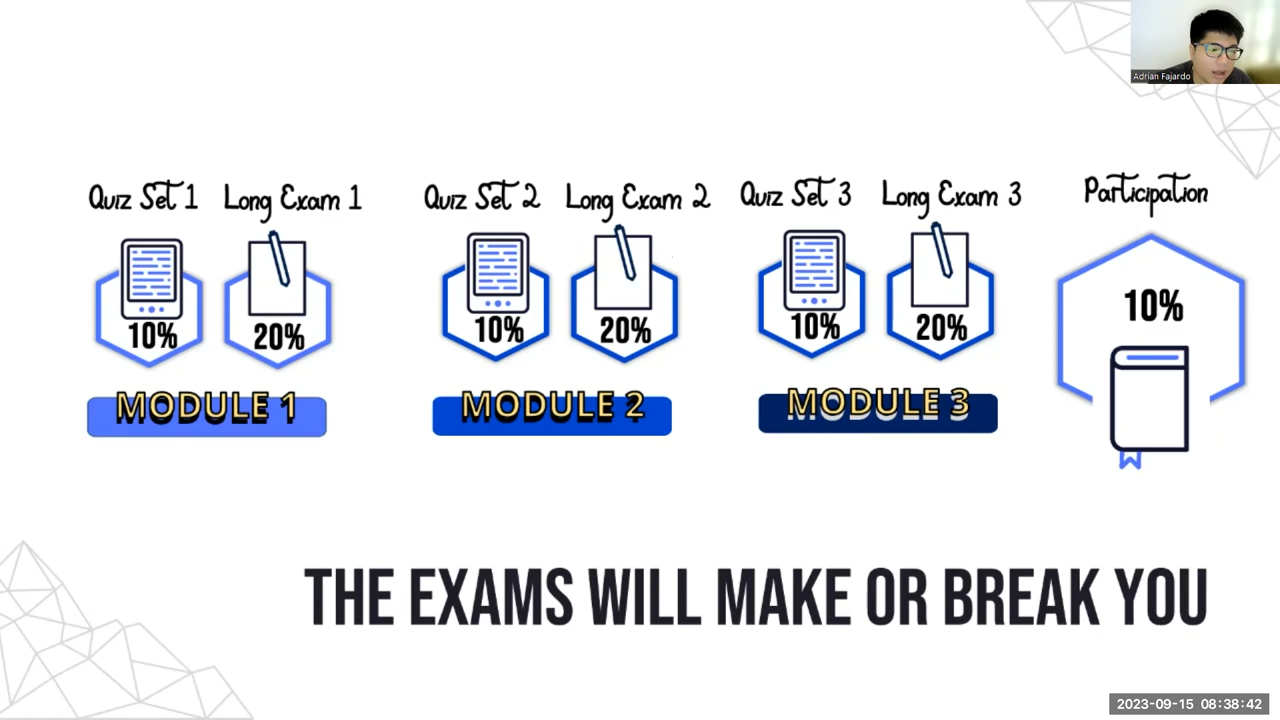 Adrian Fajardo
Quiz Set 1
Long Exam 1
Quiz Set 2
Long Exam 2
Quiz Set 3
Long Exam 3
Participation
10%
20%
10%
20%
10%
20%
10%
MODULE 1
MODULE 2
MODULE 3
THE EXAMS WILL MAKE OR BREAK YOU
2023-09-15 08:38:42